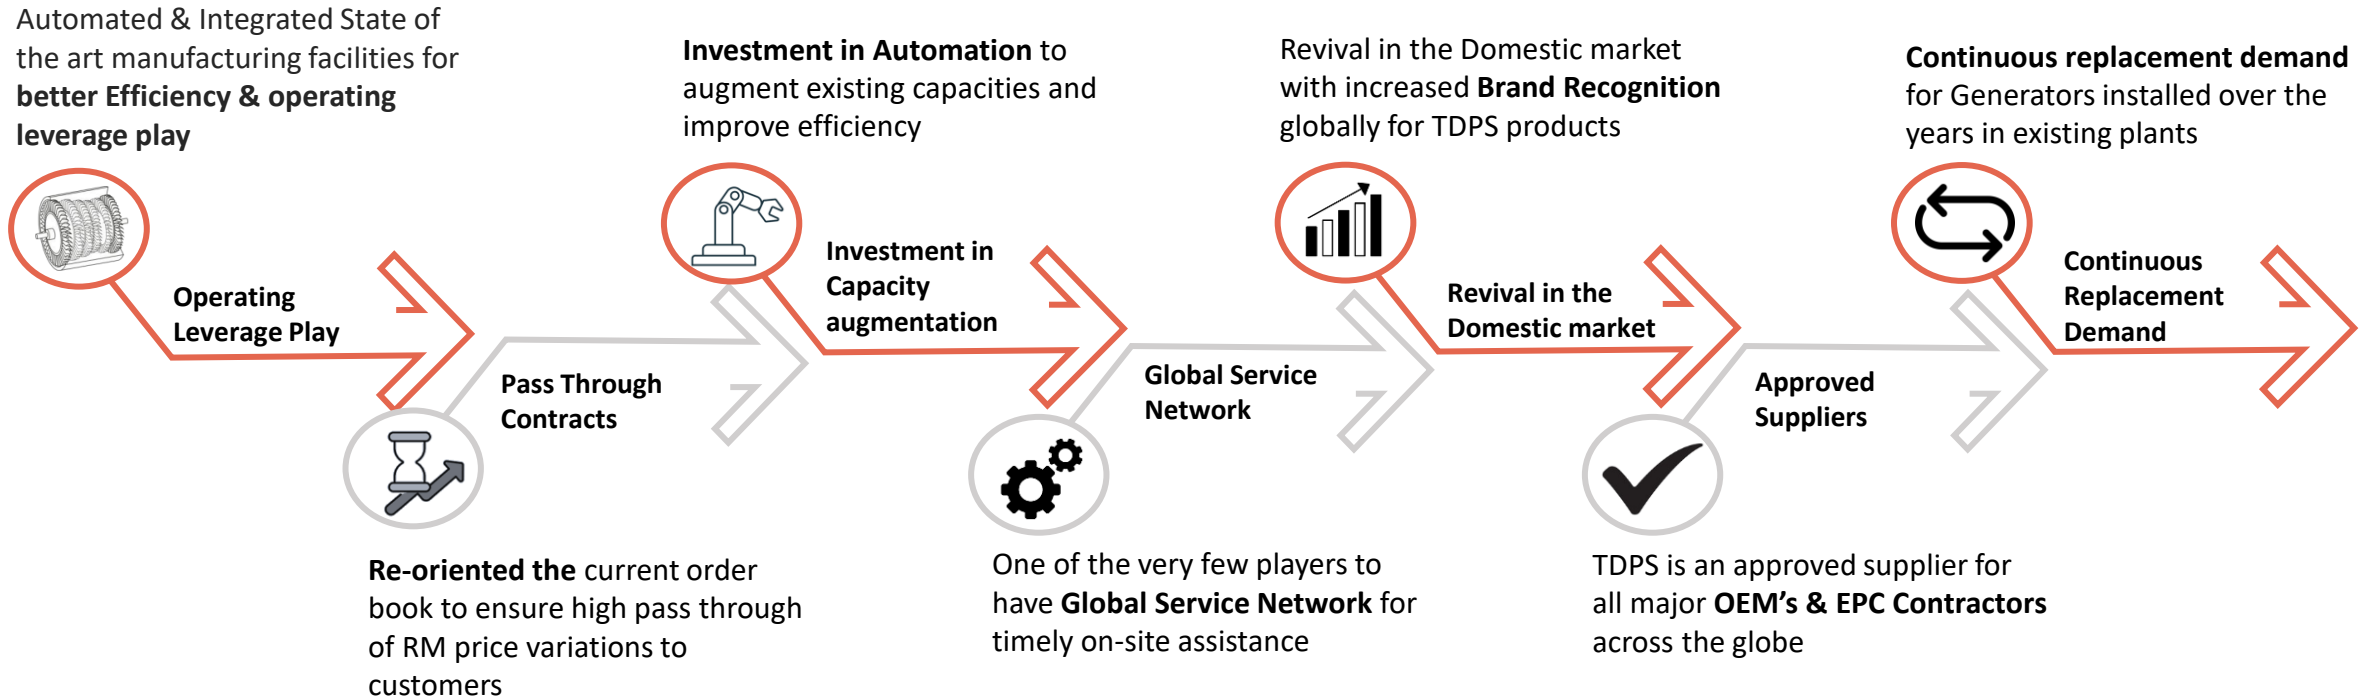 Automated & Integrated State of
the art manufacturing facilities for
better Efficiency & operating
leverage play
Operating
Leverage Play
Pass Through
Contracts
Re-oriented the current order
book to ensure high pass through
of RM price variations to
customers
Investment in Automation to
augment existing capacities and
improve efficiency
Investment in
Capacity
augmentation
Global Service
Network
One of the very few players to
have Global Service Network for
timely on-site assistance
Revival in the Domestic market
with increased Brand Recognition
globally for TDPS products
Revival in the
Domestic market
Approved
Suppliers
TDPS is an approved supplier for
all major OEM’s & EPC Contractors
across the globe
Continuous replacement demand
for Generators installed over the
years in existing plants
Continuous
Replacement
Demand